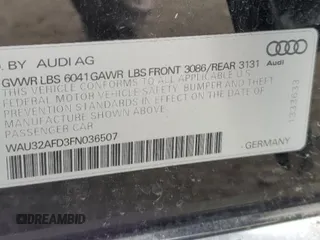 D. BY AUDI AG
GVWR LBS 6041 GAWR LBS FRONT 3086/REAR 3131
THIS VEHICLE CONFORMS TO ALL APPLICABLE FEDERAL
MOTOR VEHICLE SAFETY, BUMPER AND THEFT
PREVENTION STANDARDS IN EFFECT ON THE DATE OF
MANUFACTURE SHOWN ABOVE.
PASSENGER CAR
WAU32AFD3FN036507
GERMANY
Audi
DREAMBID